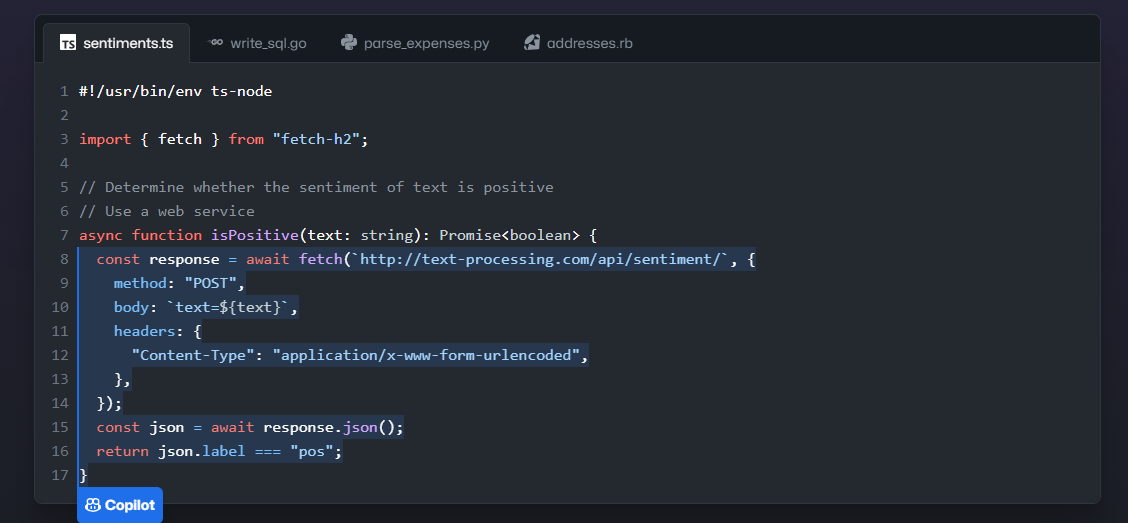 TS sentiments.ts GO write_sql.go parse_expenses.py addresses.rb
1 #!/usr/bin/env ts-node
2
3 import { fetch } from "fetch-h2";
4
5 // Determine whether the sentiment of text is positive
6 // Use a web service
7 async function isPositive(text: string): Promise<boolean> {
8   const response = await fetch(`http://text-processing.com/api/sentiment/`, {
9     method: "POST",
10     body: `text=${text}`,
11     headers: {
12       "Content-Type": "application/x-www-form-urlencoded",
13     },
14   });
15   const json = await response.json();
16   return json.label === "pos";
17 }
Copilot